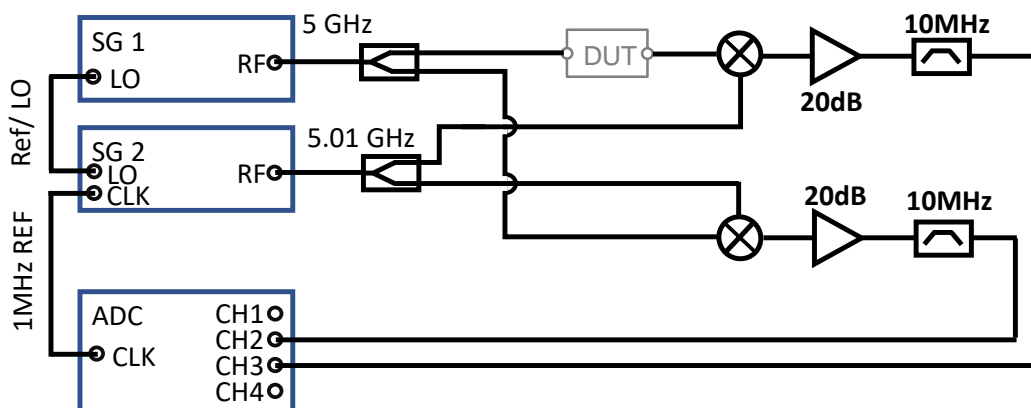 SG 1
LO
RF
5 GHz
DUT
10MHz
20dB
Ref/ LO
SG 2
LO
CLK
RF
5.01 GHz
20dB
10MHz
1MHz REF
ADC
CLK
CH1
CH2
CH3
CH4